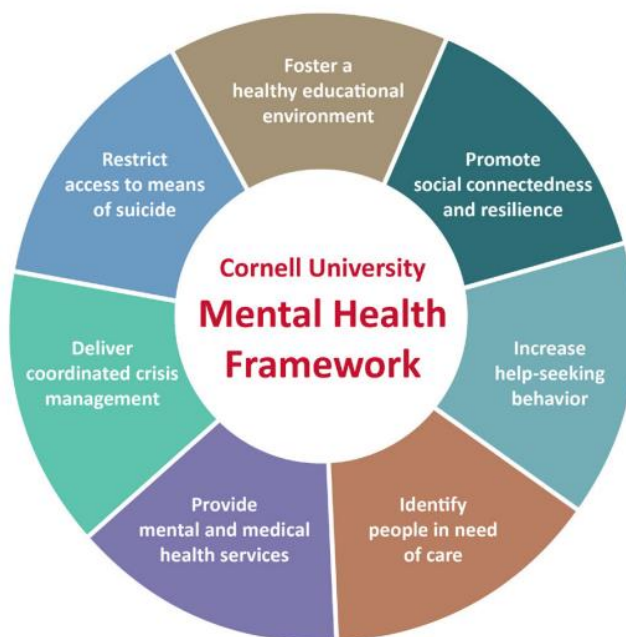 Foster a
healthy educational
environment
Promote
social connectedness
and resilience
Increase
help-seeking
behavior
Identify
people in need
of care
Provide
mental and medical
health services
Deliver
coordinated crisis
management
Restrict
access to means
of suicide
Cornell University
Mental Health
Framework